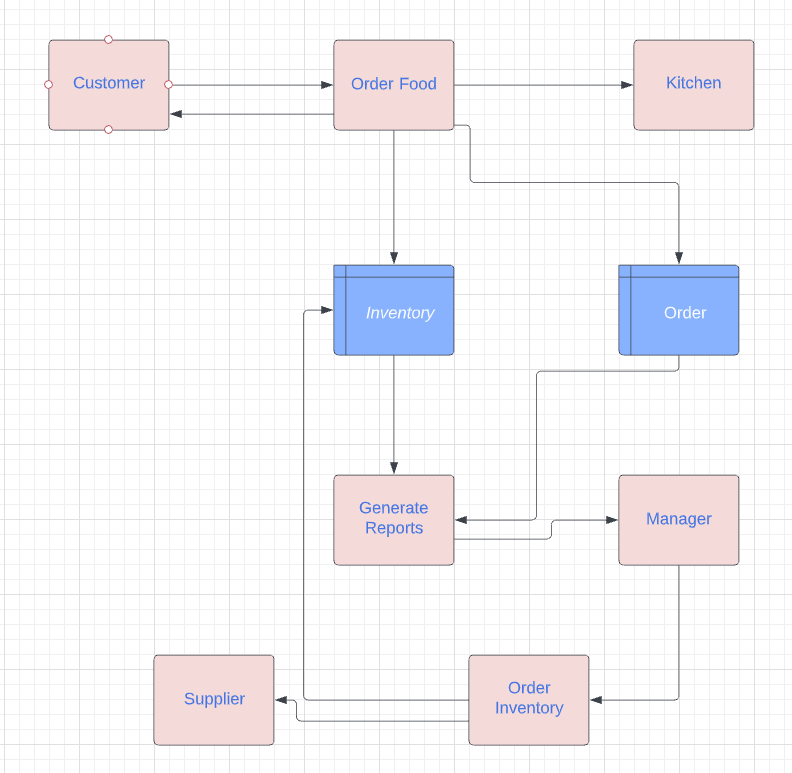 Customer
Order Food
Kitchen
Inventory
Order
Generate
Reports
Manager
Supplier
Order
Inventory